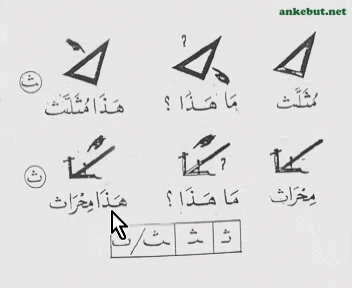 ankebut.net
مُثَلَّث مَا هَذَا ؟ هَذَا مُثَلَّث ث
؟
مِحْرَاث مَا هَذَا ؟ هَذَا مِحْرَاث ث
؟
ث ـثـ ـث/ث